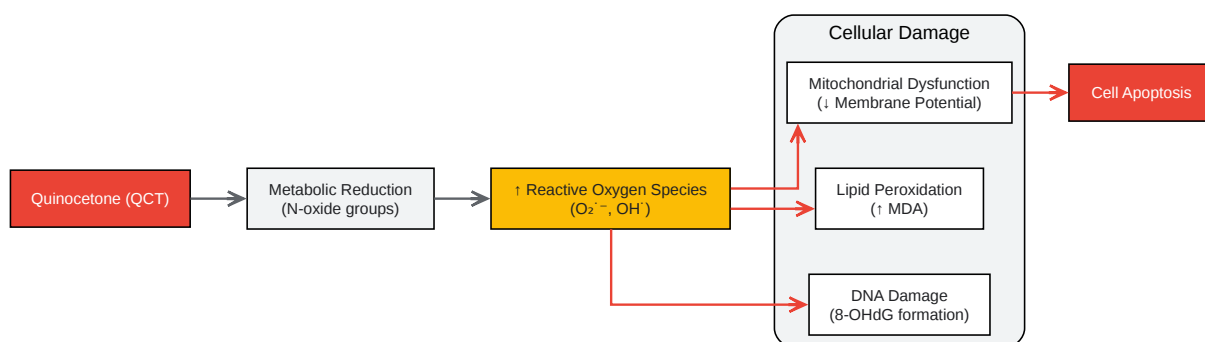 Cellular Damage
Mitochondrial Dysfunction
(↓ Membrane Potential)
Cell Apoptosis
Quinocetone (QCT)
Metabolic Reduction
(N-oxide groups)
↑ Reactive Oxygen Species
(O₂˙⁻, OH˙)
Lipid Peroxidation
(↑ MDA)
DNA Damage
(8-OHdG formation)